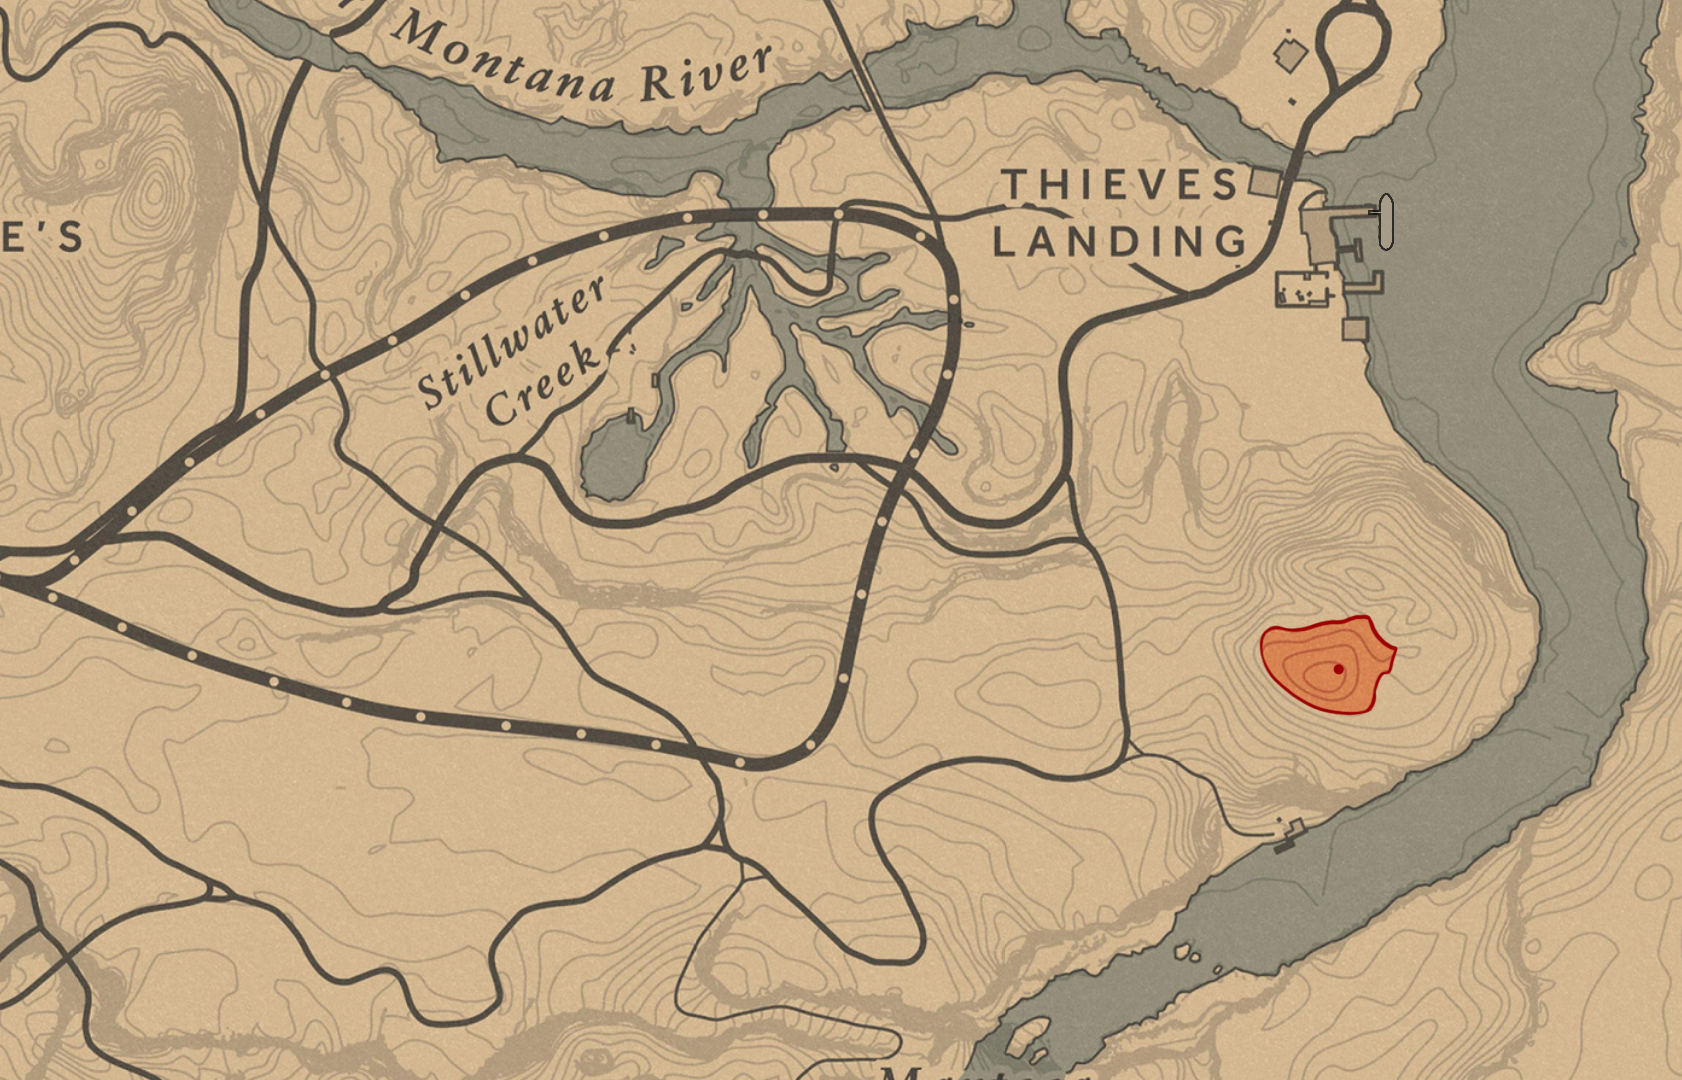 Montana River
THIEVES
LANDING
E'S
Stillwater
Creek